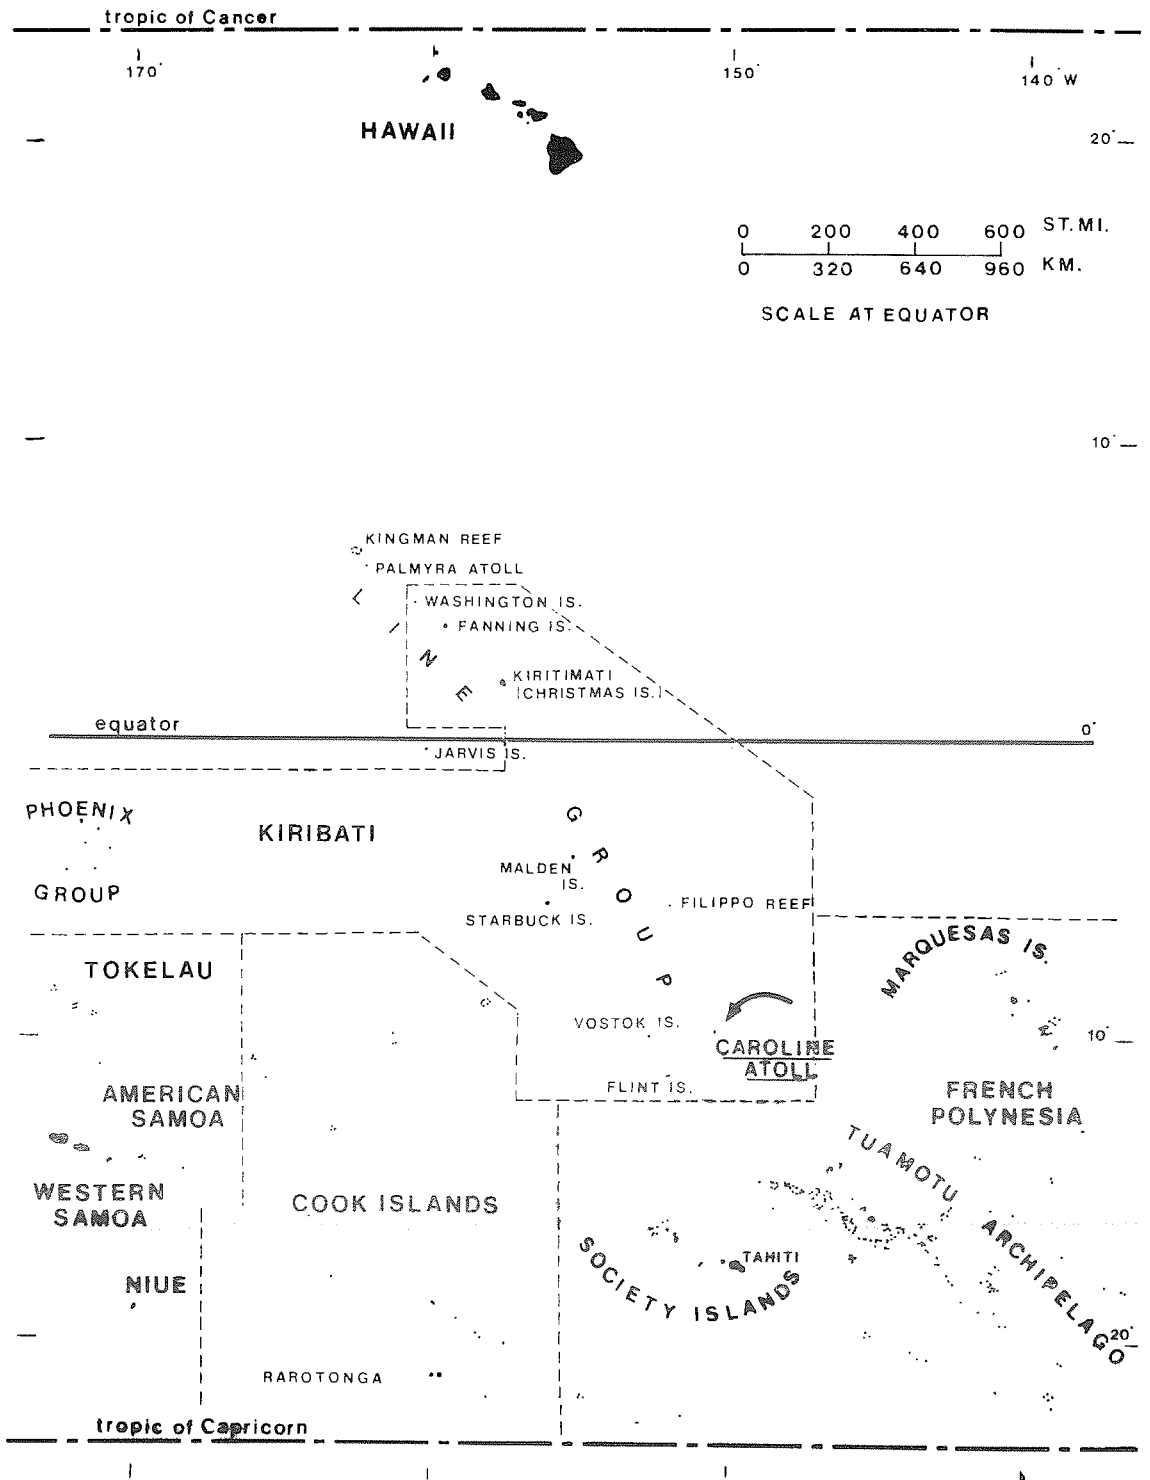 tropic of Cancer
170°
150°
140° W
HAWAII
20°
0 200 400 600 ST.MI.
0 320 640 960 KM.
SCALE AT EQUATOR
10°
KINGMAN REEF
PALMYRA ATOLL
WASHINGTON IS.
FANNING IS.
KIRITIMATI
(CHRISTMAS IS.)
LINE
equator
0°
JARVIS IS.
PHOENIX
GROUP
KIRIBATI
GROUP
MALDEN
IS.
STARBUCK IS.
FILIPPO REEF
TOKELAU
MARQUESAS IS.
VOSTOK IS.
CAROLINE
ATOLL
10°
FLINT IS.
AMERICAN
SAMOA
FRENCH
POLYNESIA
WESTERN
SAMOA
COOK ISLANDS
TUAMOTU
ARCHIPELAGO
SOCIETY ISLANDS
TAHITI
NIUE
20°
RAROTONGA
tropic of Capricorn